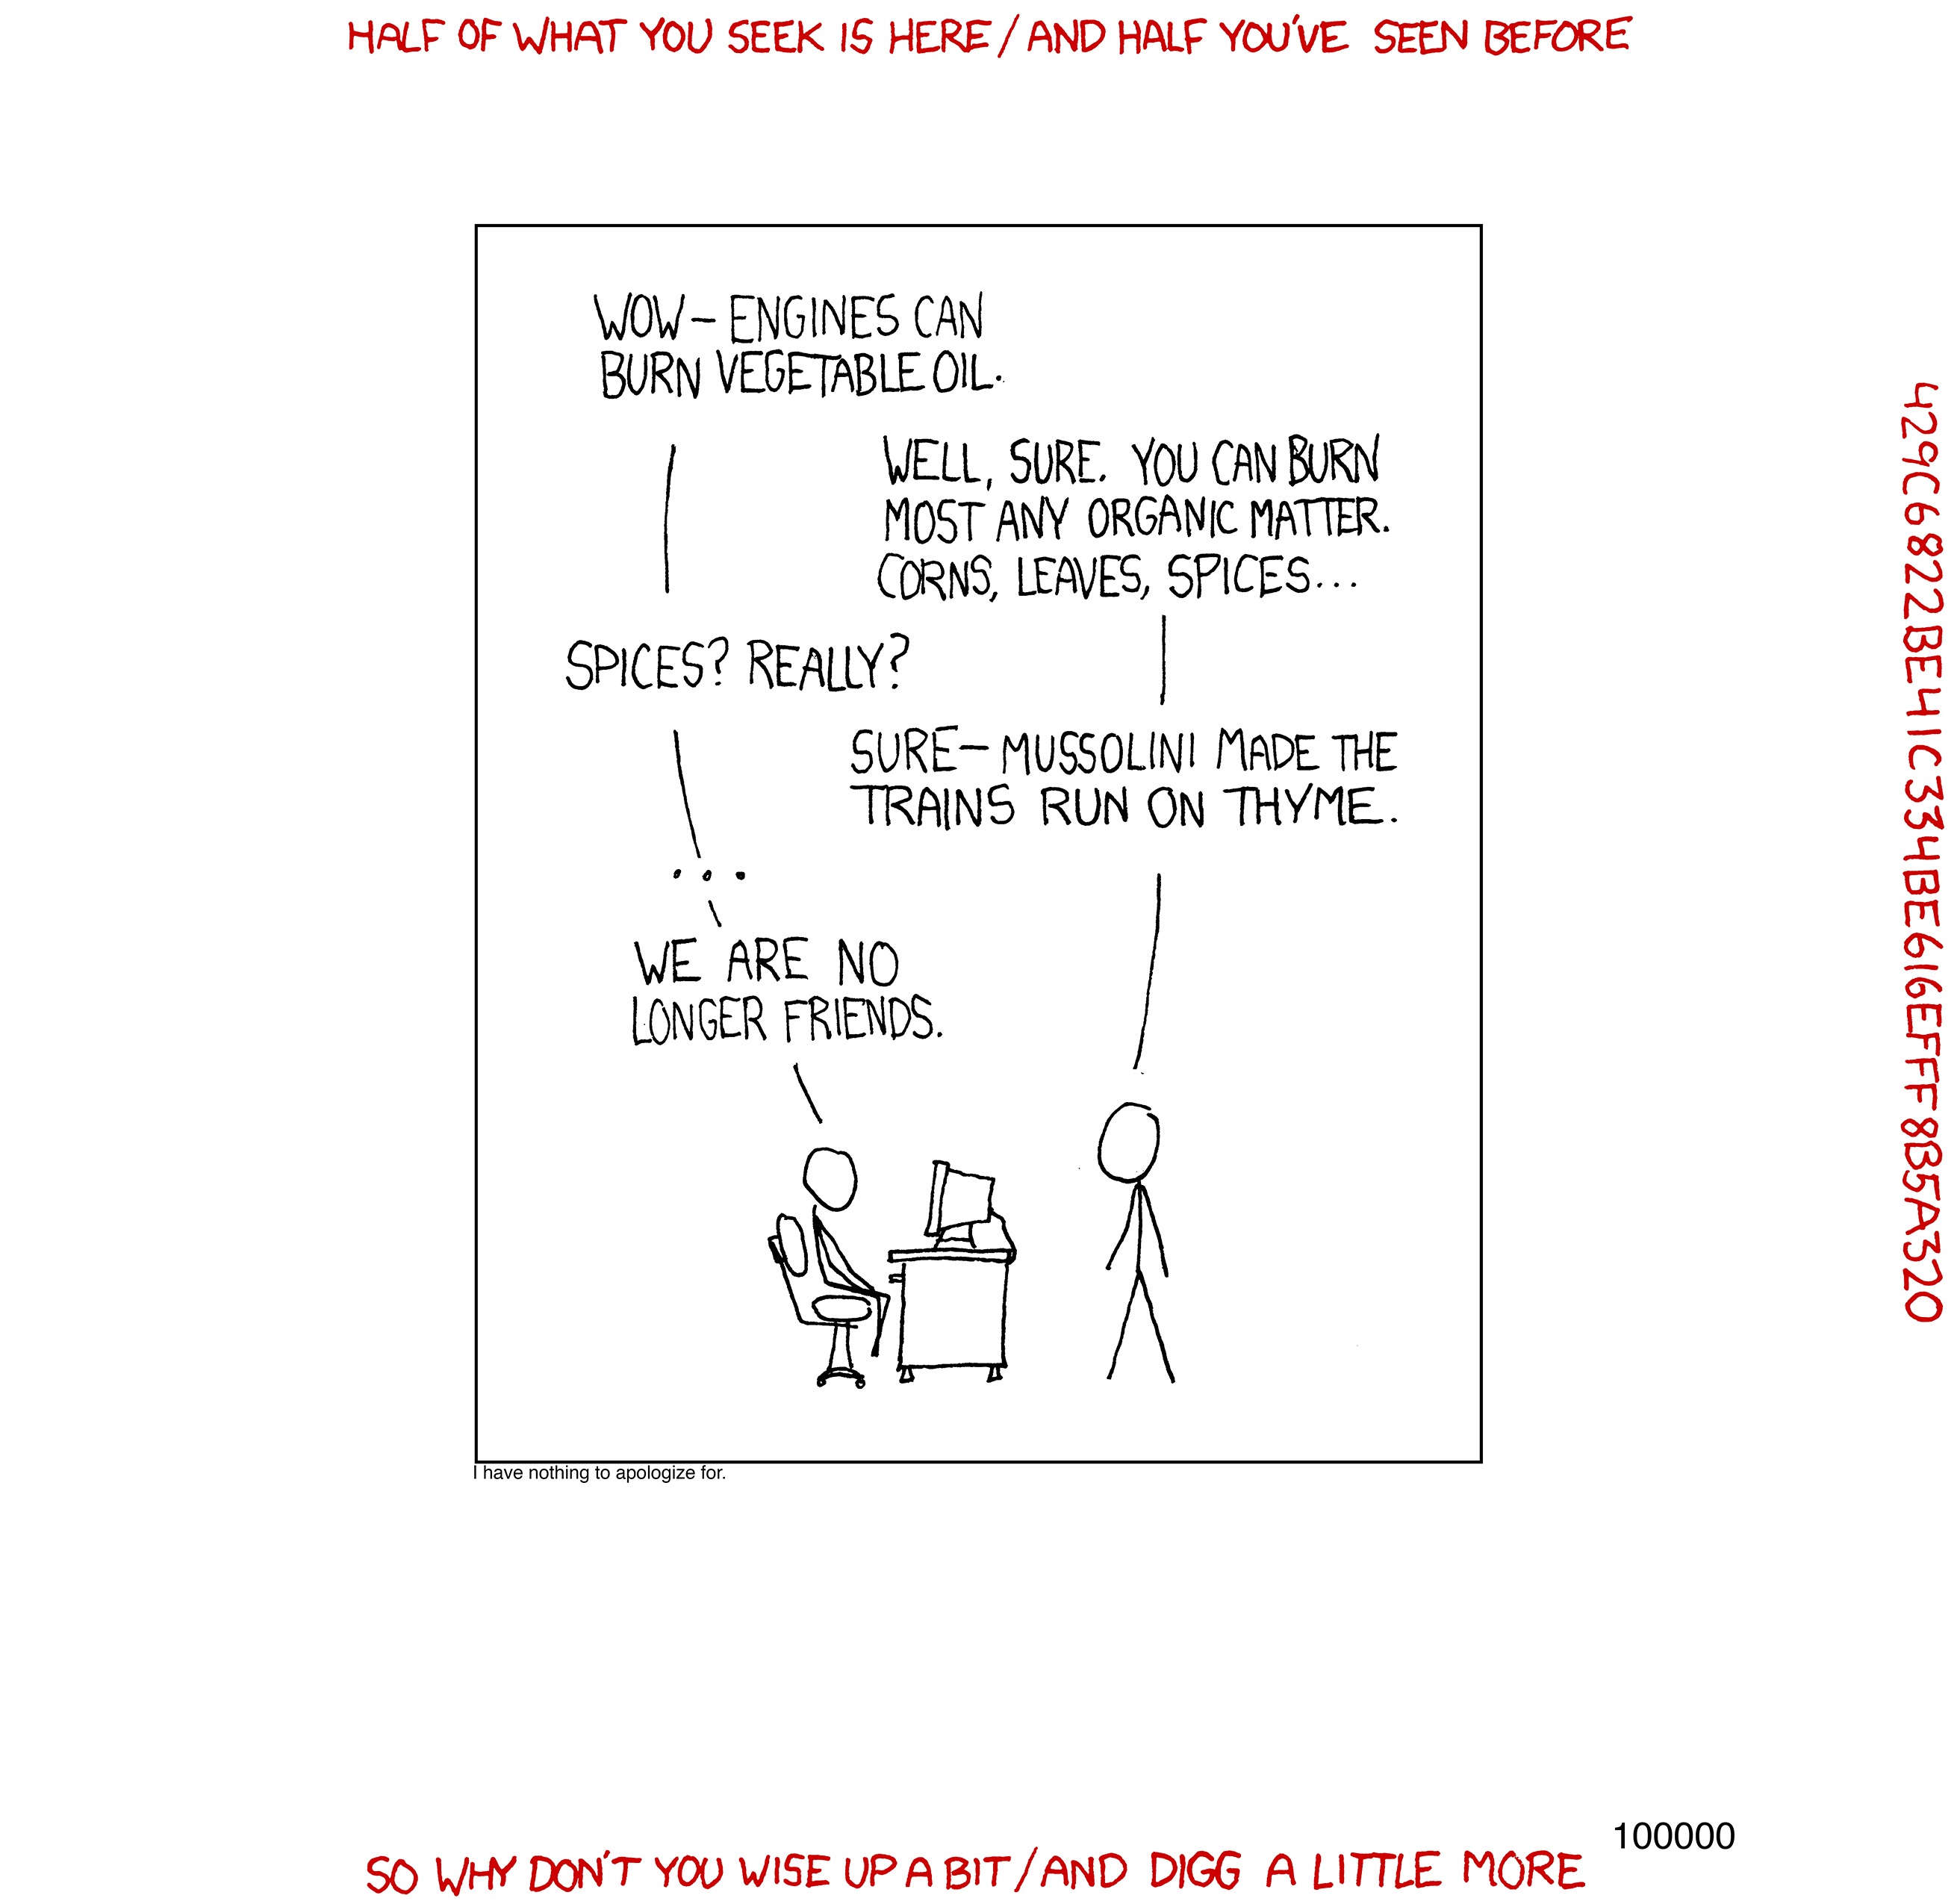 HALF OF WHAT YOU SEEK IS HERE/AND HALF YOU'VE SEEN BEFORE
WOW—ENGINES CAN
BURN VEGETABLE OIL.
WELL, SURE. YOU CAN BURN
MOST ANY ORGANIC MATTER.
CORNS, LEAVES, SPICES...
SPICES? REALLY?
SURE—MUSSOLINI MADE THE
TRAINS RUN ON THYME.
...
WE ARE NO
LONGER FRIENDS.
I have nothing to apologize for.
429C6822BE41C334BE616EFF8B5A320
100000
SO WHY DON'T YOU WISE UP A BIT/AND DIGG A LITTLE MORE